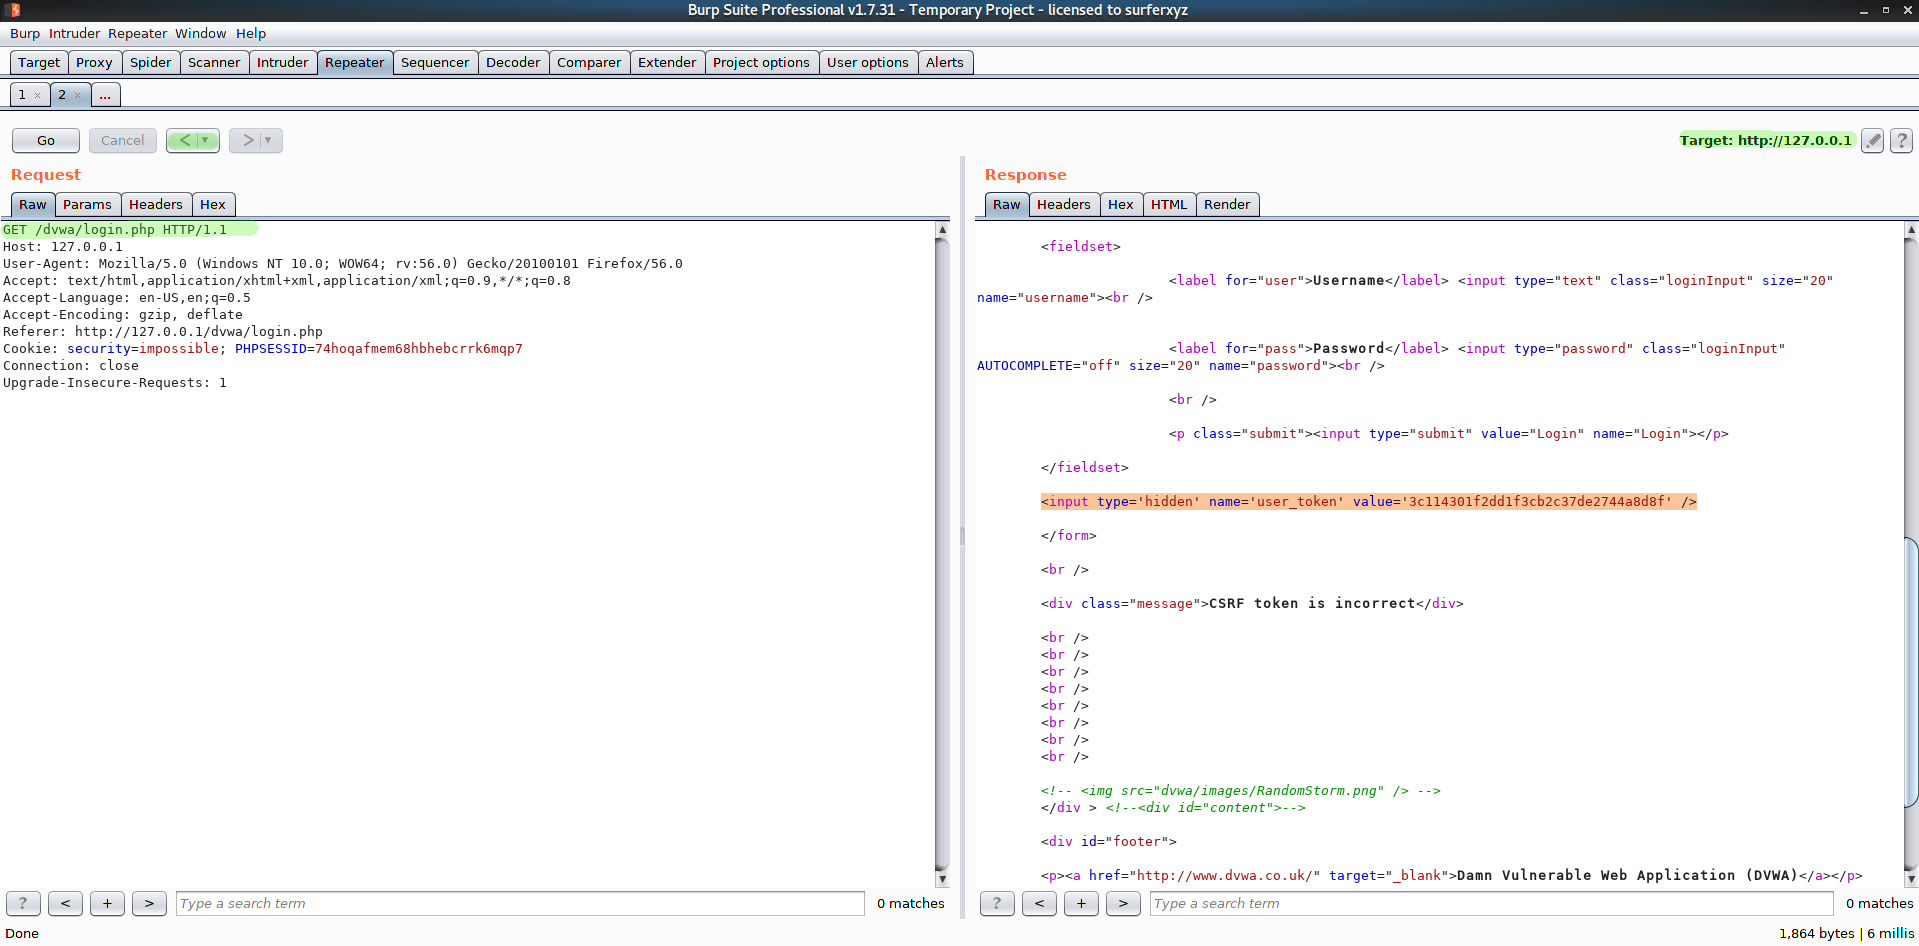 Burp Suite Professional v1.7.31 - Temporary Project - licensed to surferxyz
Burp Intruder Repeater Window Help
Target Proxy Spider Scanner Intruder Repeater Sequencer Decoder Comparer Extender Project options User options Alerts
1 × 2 × ...
Go Cancel < ▼ > ▼ Target: http://127.0.0.1 ?
Request
Raw Params Headers Hex
GET /dvwa/login.php HTTP/1.1
Host: 127.0.0.1
User-Agent: Mozilla/5.0 (Windows NT 10.0; WOW64; rv:56.0) Gecko/20100101 Firefox/56.0
Accept: text/html,application/xhtml+xml,application/xml;q=0.9,*/*;q=0.8
Accept-Language: en-US,en;q=0.5
Accept-Encoding: gzip, deflate
Referer: http://127.0.0.1/dvwa/login.php
Cookie: security=impossible; PHPSESSID=74hoqafmem68hbhebcrrk6mqp7
Connection: close
Upgrade-Insecure-Requests: 1
? < + > Type a search term 0 matches
Response
Raw Headers Hex HTML Render
<fieldset>
<label for="user">Username</label> <input type="text" class="loginInput" size="20"
name="username"><br />
<label for="pass">Password</label> <input type="password" class="loginInput"
AUTOCOMPLETE="off" size="20" name="password"><br />
<br />
<p class="submit"><input type="submit" value="Login" name="Login"></p>
</fieldset>
<input type='hidden' name='user_token' value='3c114301f2dd1f3cb2c37de2744a8d8f' />
</form>
<br />
<div class="message">CSRF token is incorrect</div>
<br />
<br />
<br />
<br />
<br />
<br />
<br />
<br />
<!-- <img src="dvwa/images/RandomStorm.png" /> -->
</div > <!--<div id="content">-->
<div id="footer">
<p><a href="http://www.dvwa.co.uk/" target="_blank">Damn Vulnerable Web Application (DVWA)</a></p>
? < + > Type a search term 0 matches
Done 1,864 bytes | 6 millis